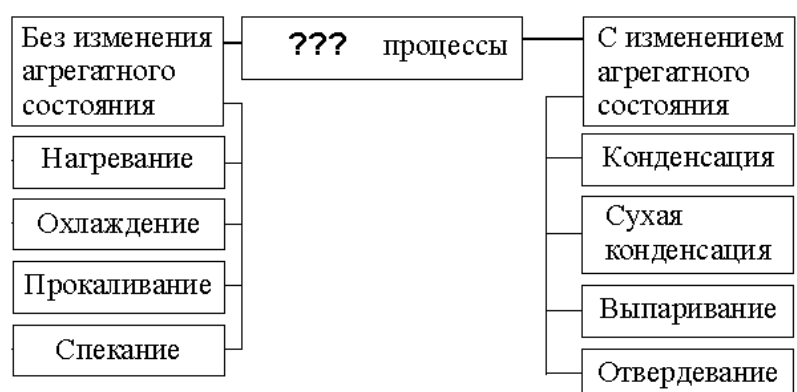 Без изменения
агрегатного
состояния
??? процессы
С изменением
агрегатного
состояния
Нагревание
Охлаждение
Прокаливание
Спекание
Конденсация
Сухая
конденсация
Выпаривание
Отвердевание